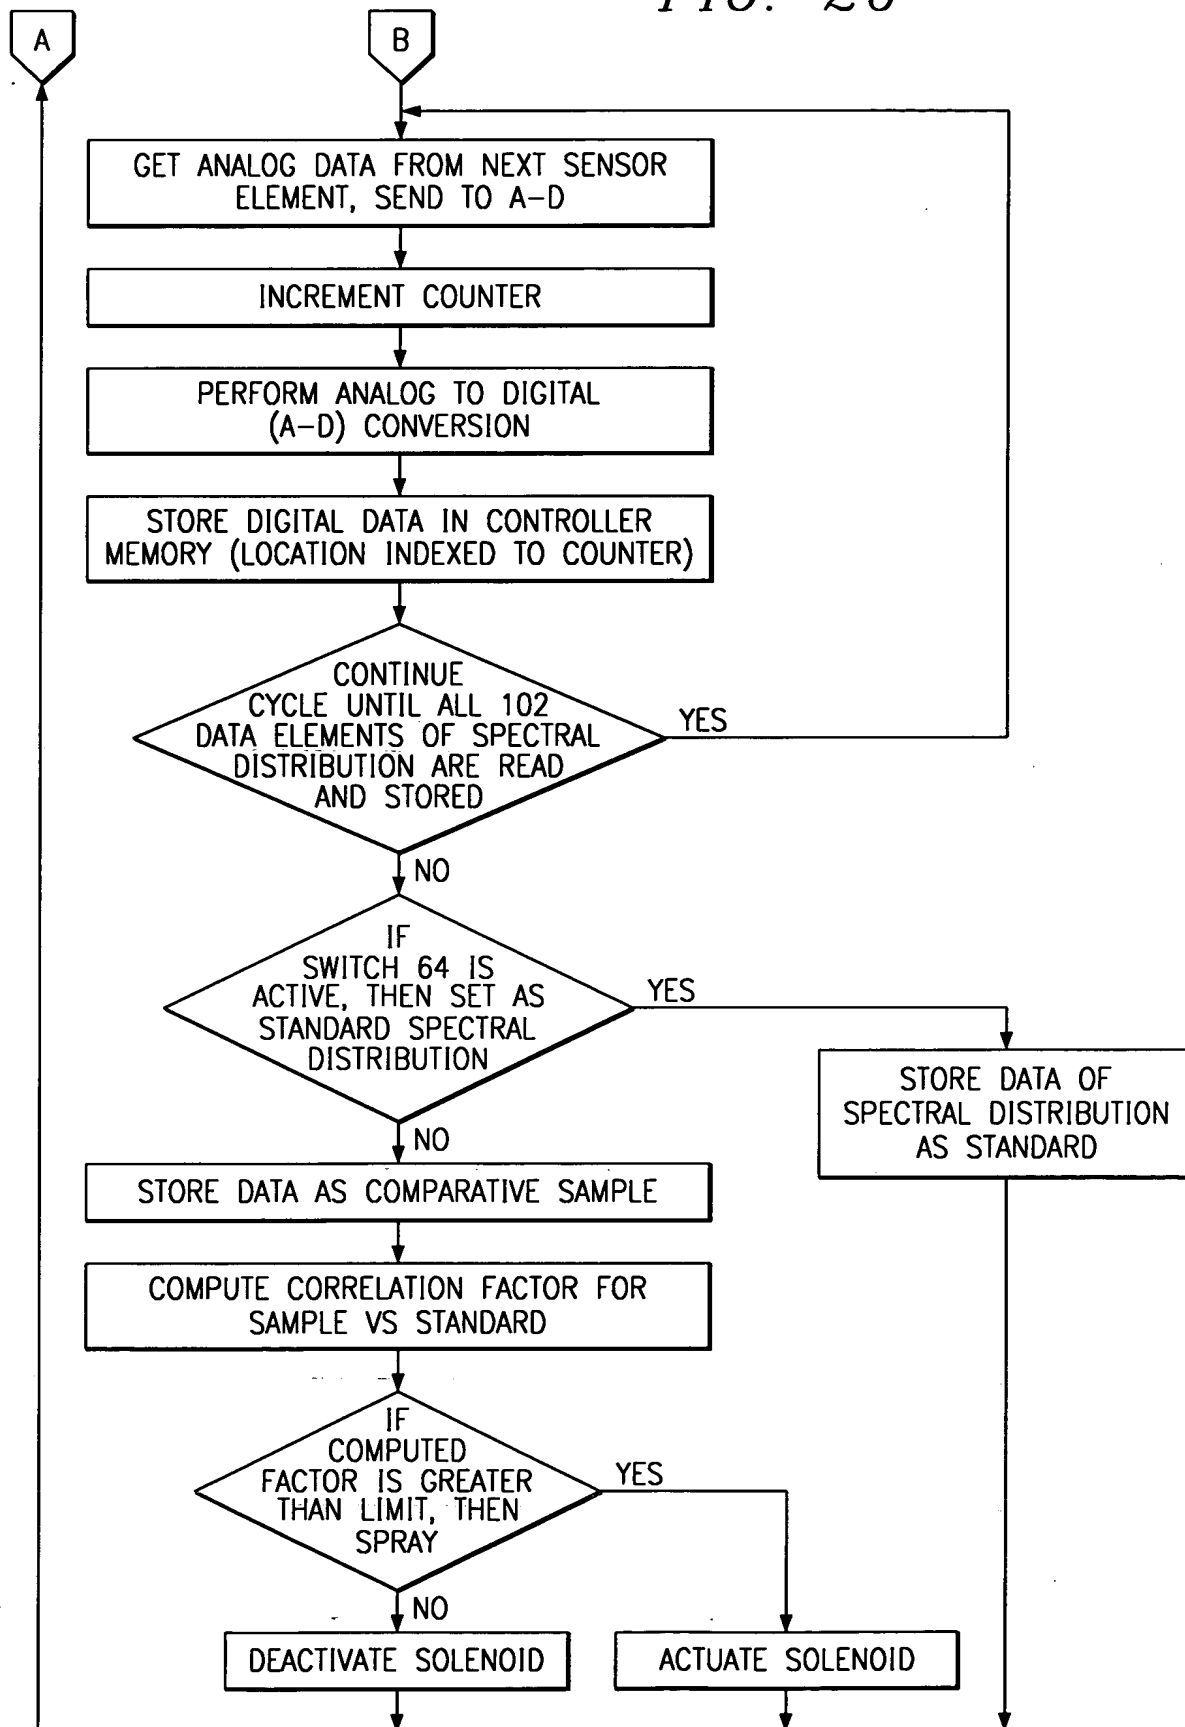 A
B
GET ANALOG DATA FROM NEXT SENSOR
ELEMENT, SEND TO A-D
INCREMENT COUNTER
PERFORM ANALOG TO DIGITAL
(A-D) CONVERSION
STORE DIGITAL DATA IN CONTROLLER
MEMORY (LOCATION INDEXED TO COUNTER)
CONTINUE
CYCLE UNTIL ALL 102
DATA ELEMENTS OF SPECTRAL
DISTRIBUTION ARE READ
AND STORED
YES
NO
IF
SWITCH 64 IS
ACTIVE, THEN SET AS
STANDARD SPECTRAL
DISTRIBUTION
YES
STORE DATA OF
SPECTRAL DISTRIBUTION
AS STANDARD
NO
STORE DATA AS COMPARATIVE SAMPLE
COMPUTE CORRELATION FACTOR FOR
SAMPLE VS STANDARD
IF
COMPUTED
FACTOR IS GREATER
THAN LIMIT, THEN
SPRAY
YES
NO
DEACTIVATE SOLENOID
ACTUATE SOLENOID